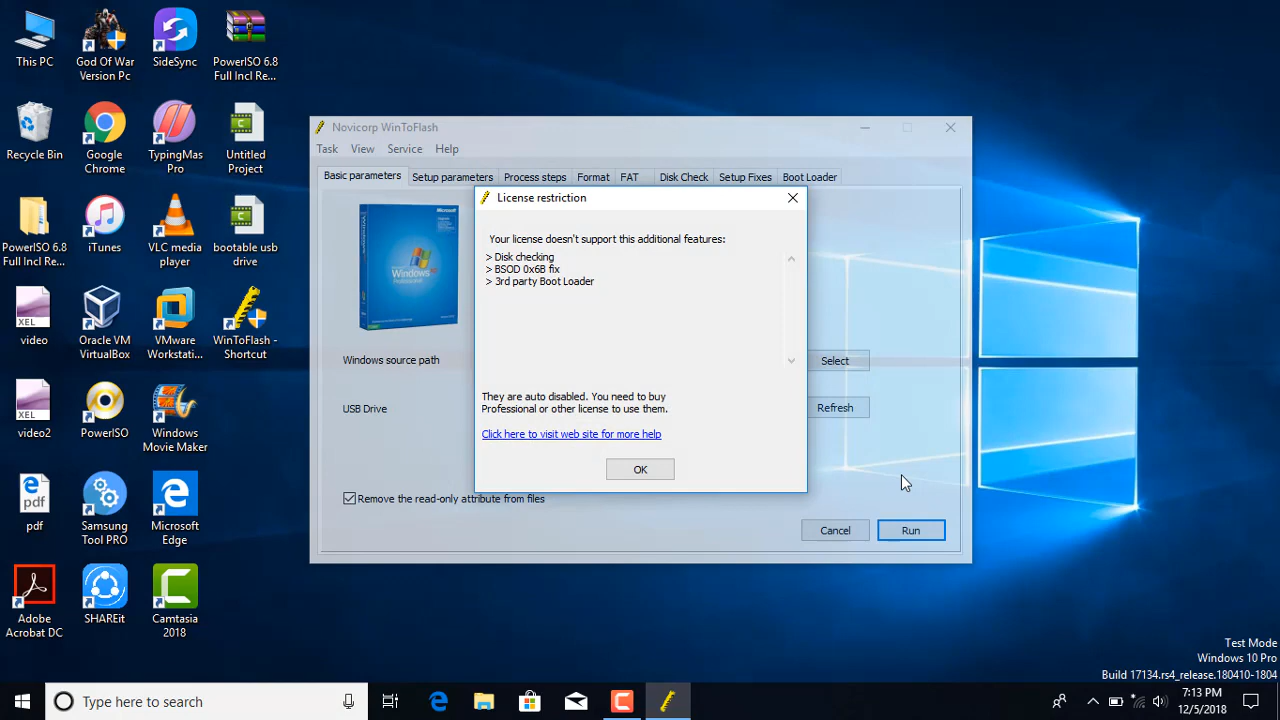 This PC
God Of War
Version Pc
SideSync
PowerISO 6.8
Full Incl Re...
Recycle Bin
Google
Chrome
TypingMas
Pro
Untitled
Project
PowerISO 6.8
Full Incl Re...
iTunes
VLC media
player
bootable usb
drive
XEL
video
Oracle VM
VirtualBox
VMware
Workstati...
WinToFlash -
Shortcut
XEL
video2
PowerISO
Windows
Movie Maker
pdf
pdf
Samsung
Tool PRO
Microsoft
Edge
Adobe
Acrobat DC
SHAREit
Camtasia
2018
Novicorp WinToFlash
Task View Service Help
Basic parameters Setup parameters Process steps Format FAT Disk Check Setup Fixes Boot Loader
Microsoft
Windows
Professional
Windows source path
Select
USB Drive
Refresh
Remove the read-only attribute from files
Cancel Run
License restriction
Your license doesn't support this additional features:
> Disk checking
> BSOD 0x6B fix
> 3rd party Boot Loader
They are auto disabled. You need to buy
Professional or other license to use them.
Click here to visit web site for more help
OK
Test Mode
Windows 10 Pro
Build 17134.rs4_release.180410-1804
Type here to search
7:13 PM
12/5/2018